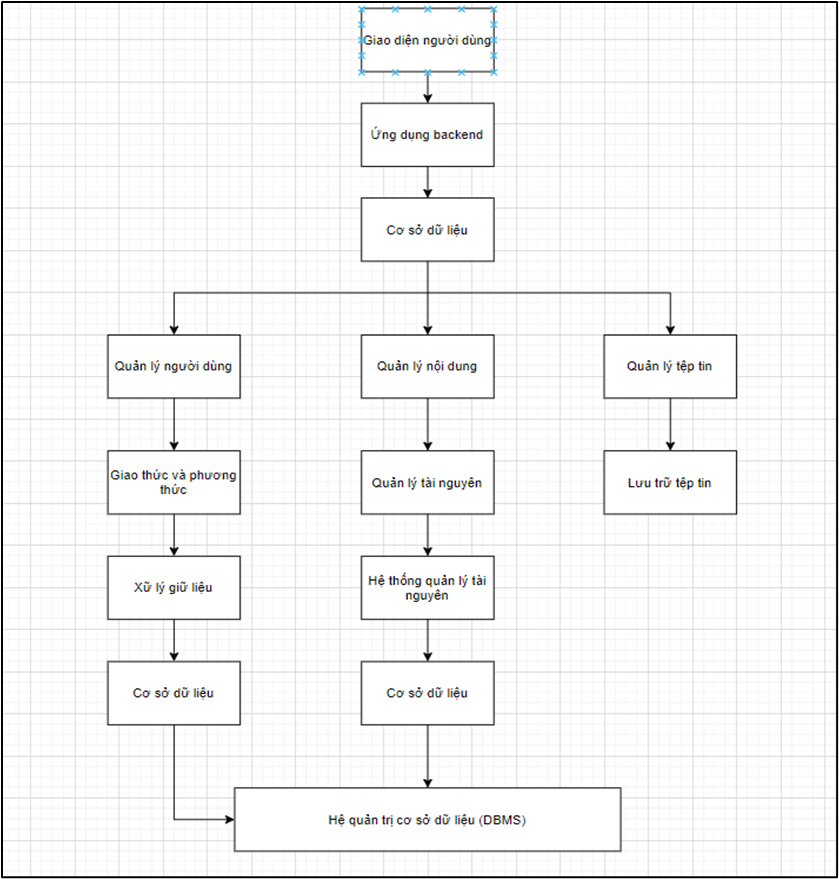 Giao diện người dùng
Ứng dụng backend
Cơ sở dữ liệu
Quản lý người dùng
Quản lý nội dung
Quản lý tệp tin
Giao thức và phương
thức
Quản lý tài nguyên
Lưu trữ tệp tin
Xữ lý giữ liệu
Hệ thống quản lý tài
nguyên
Cơ sở dữ liệu
Cơ sở dữ liệu
Hệ quản trị cơ sở dữ liệu (DBMS)